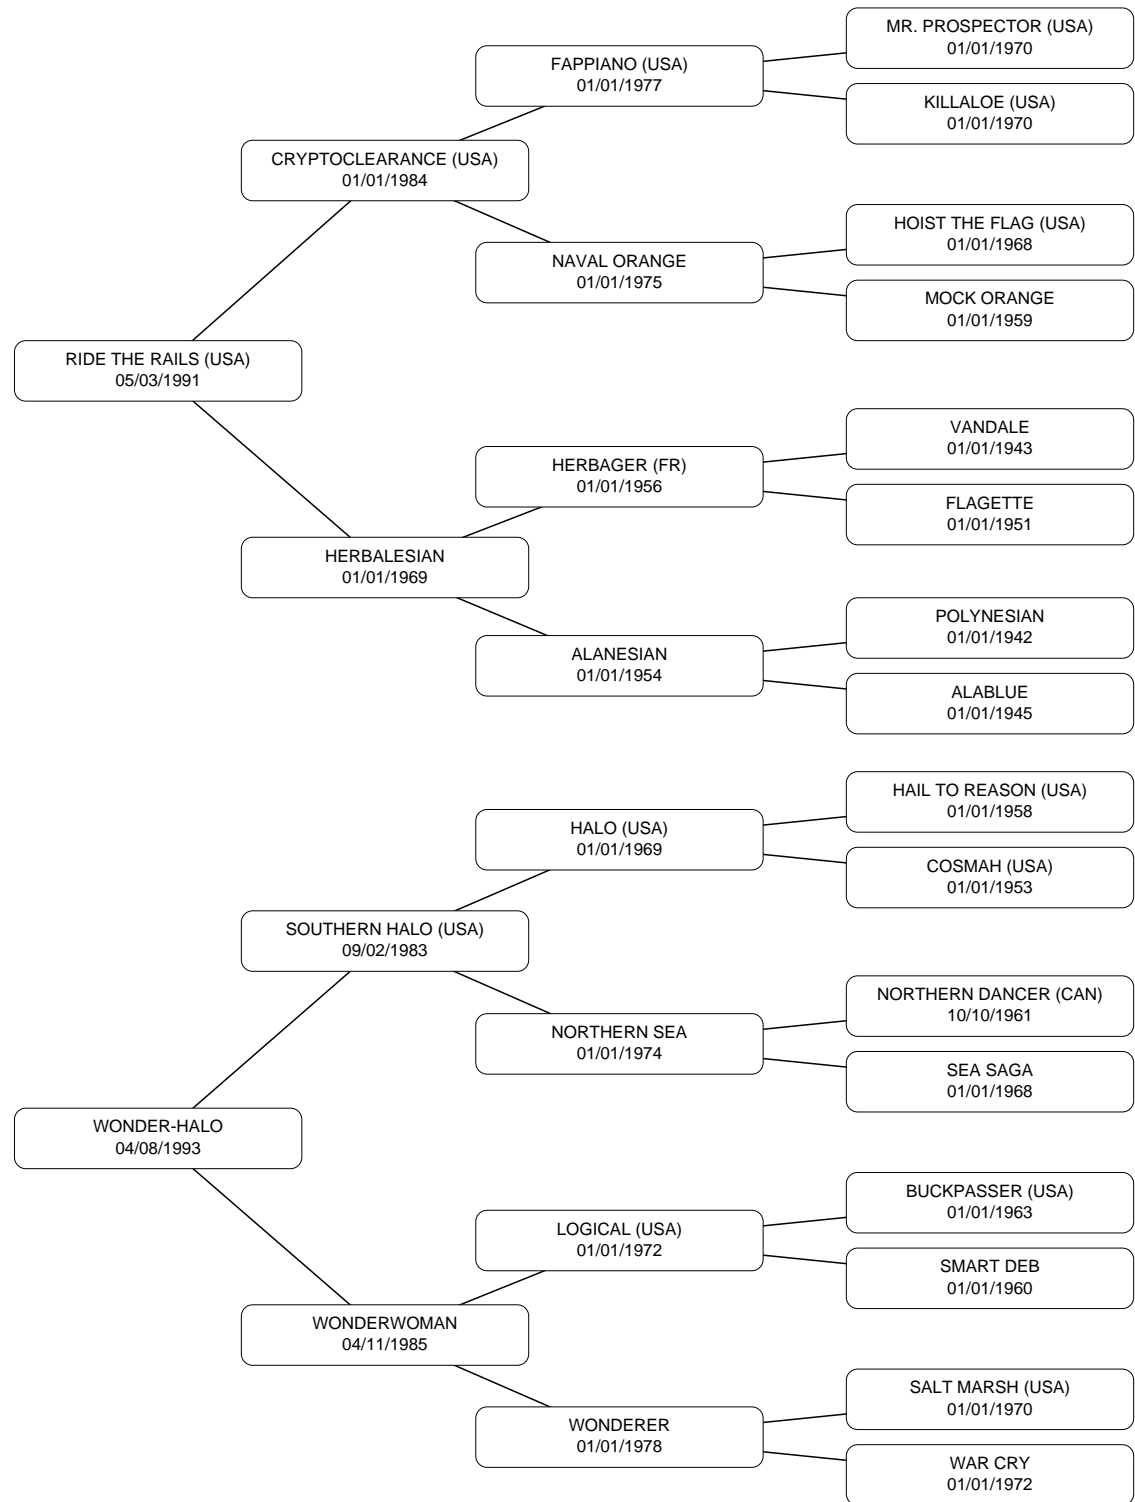 MR. PROSPECTOR (USA)
01/01/1970
FAPPIANO (USA)
01/01/1977
KILLALOE (USA)
01/01/1970
CRYPTOCLEARANCE (USA)
01/01/1984
HOIST THE FLAG (USA)
01/01/1968
NAVAL ORANGE
01/01/1975
MOCK ORANGE
01/01/1959
RIDE THE RAILS (USA)
05/03/1991
VANDALE
01/01/1943
HERBAGER (FR)
01/01/1956
FLAGETTE
01/01/1951
HERBALESIAN
01/01/1969
POLYNESIAN
01/01/1942
ALANESIAN
01/01/1954
ALABLUE
01/01/1945
HAIL TO REASON (USA)
01/01/1958
HALO (USA)
01/01/1969
COSMAH (USA)
01/01/1953
SOUTHERN HALO (USA)
09/02/1983
NORTHERN DANCER (CAN)
10/10/1961
NORTHERN SEA
01/01/1974
SEA SAGA
01/01/1968
WONDER-HALO
04/08/1993
BUCKPASSER (USA)
01/01/1963
LOGICAL (USA)
01/01/1972
SMART DEB
01/01/1960
WONDERWOMAN
04/11/1985
SALT MARSH (USA)
01/01/1970
WONDERER
01/01/1978
WAR CRY
01/01/1972